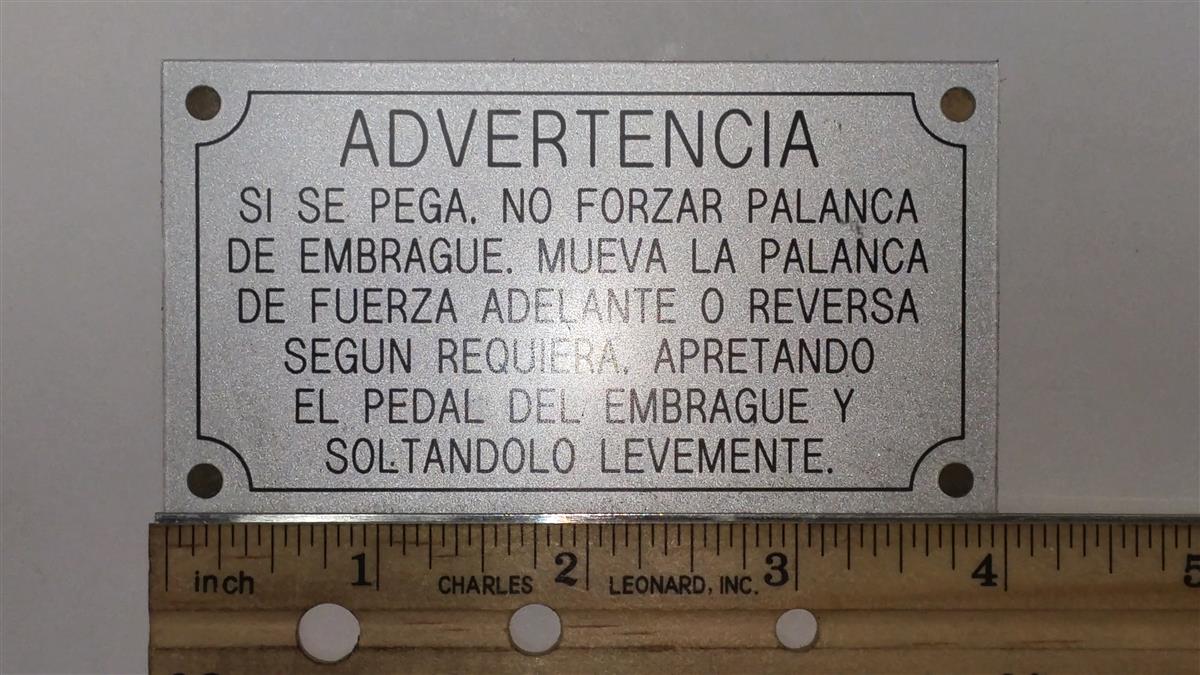 ADVERTENCIA
SI SE PEGA. NO FORZAR PALANCA
DE EMBRAGUE. MUEVA LA PALANCA
DE FUERZA ADELANTE O REVERSA
SEGUN REQUIERA. APRETANDO
EL PEDAL DEL EMBRAGUE Y
SOLTANDOLO LEVEMENTE.
inch 1 CHARLES 2 LEONARD, INC. 3 4 5